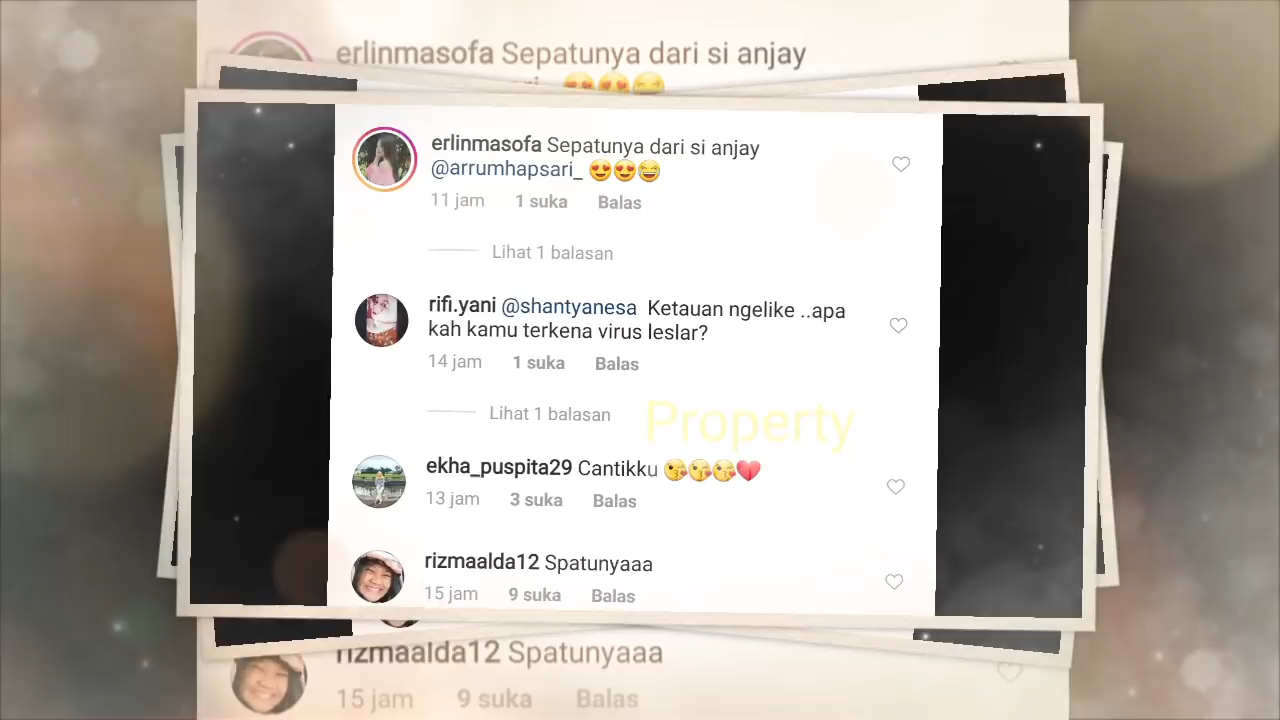 erlinmasofa Sepatunya dari si anjay
erlinmasofa Sepatunya dari si anjay
@arrumhapsari_ 😍😍😂
11 jam 1 suka Balas
Lihat 1 balasan
rifi.yani @shantyanesa Ketauan ngelike ..apa
kah kamu terkena virus leslar?
14 jam 1 suka Balas
Lihat 1 balasan
Property
ekha_puspita29 Cantikku 😘😘😘💔
13 jam 3 suka Balas
rizmaalda12 Spatunyaaa
15 jam 9 suka Balas
rizmaalda12 Spatunyaaa
15 jam 9 suka Balas